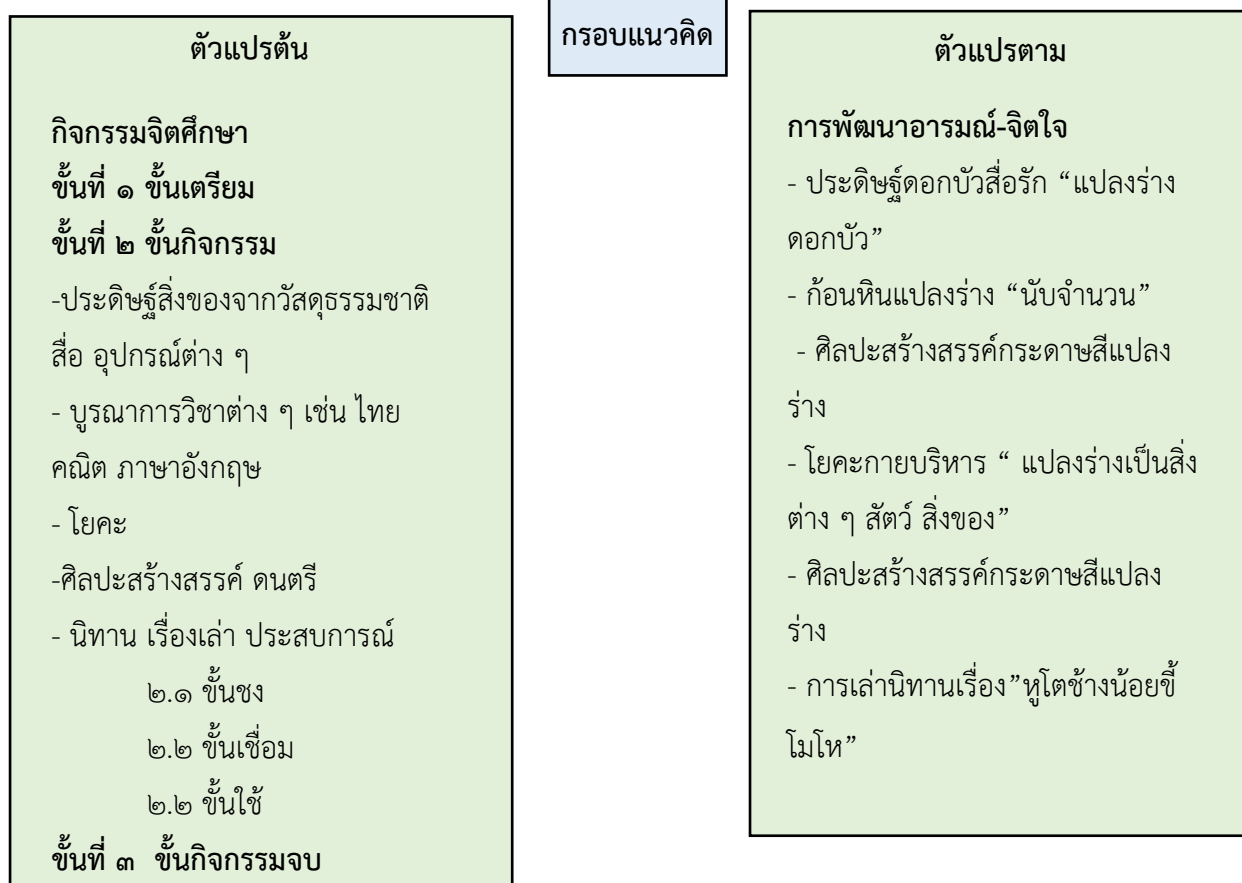 กรอบแนวคิด
ตัวแปรต้น
กิจกรรมจิตศึกษา
ขั้นที่ ๑ ขั้นเตรียม
ขั้นที่ ๒ ขั้นกิจกรรม
-ประดิษฐ์สิ่งของจากวัสดุธรรมชาติ
สื่อ อุปกรณ์ต่าง ๆ
- บูรณาการวิชาต่าง ๆ เช่น ไทย
คณิต ภาษาอังกฤษ
- โยคะ
-ศิลปะสร้างสรรค์ ดนตรี
- นิทาน เรื่องเล่า ประสบการณ์
๒.๑ ขั้นชง
๒.๒ ขั้นเชื่อม
๒.๒ ขั้นใช้
ขั้นที่ ๓ ขั้นกิจกรรมจบ
ตัวแปรตาม
การพัฒนาอารมณ์-จิตใจ
- ประดิษฐ์ดอกบัวสื่อรัก “แปลงร่าง
ดอกบัว”
- ก้อนหินแปลงร่าง “นับจำนวน”
- ศิลปะสร้างสรรค์กระดาษสีแปลง
ร่าง
- โยคะกายบริหาร “ แปลงร่างเป็นสิ่ง
ต่าง ๆ สัตว์ สิ่งของ”
- ศิลปะสร้างสรรค์กระดาษสีแปลง
ร่าง
- การเล่านิทานเรื่อง”หูโตช้างน้อยขี้
โมโห”